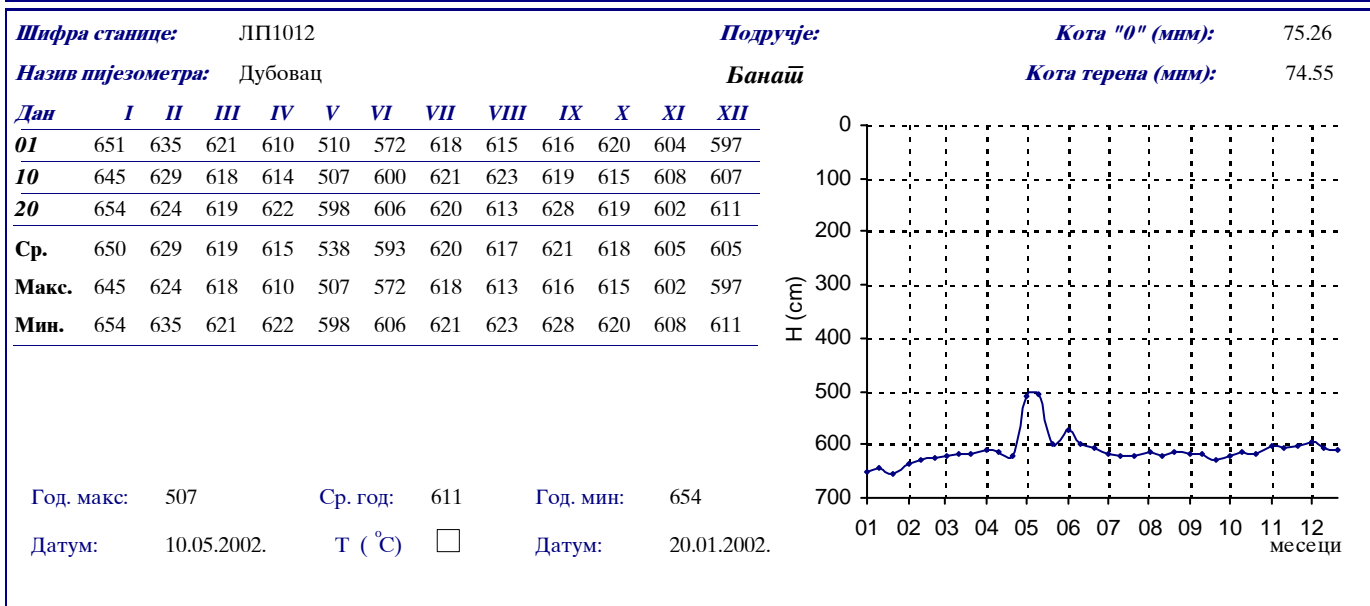 Шифра станице: ЛП1012 Подручје: Кота "0" (мнм): 75.26
Назив пијезометра: Дубовац Банат Кота терена (мнм): 74.55
Дан I II III IV V VI VII VIII IX X XI XII
01 651 635 621 610 510 572 618 615 616 620 604 597
10 645 629 618 614 507 600 621 623 619 615 608 607
20 654 624 619 622 598 606 620 613 628 619 602 611
Ср. 650 629 619 615 538 593 620 617 621 618 605 605
Макс. 645 624 618 610 507 572 618 613 616 615 602 597
Мин. 654 635 621 622 598 606 621 623 628 620 608 611
Год. макс: 507 Ср. год: 611 Год. мин: 654
Датум: 10.05.2002. T ( °C) Датум: 20.01.2002.
H (cm)
0
100
200
300
400
500
600
700
01 02 03 04 05 06 07 08 09 10 11 12
месеци